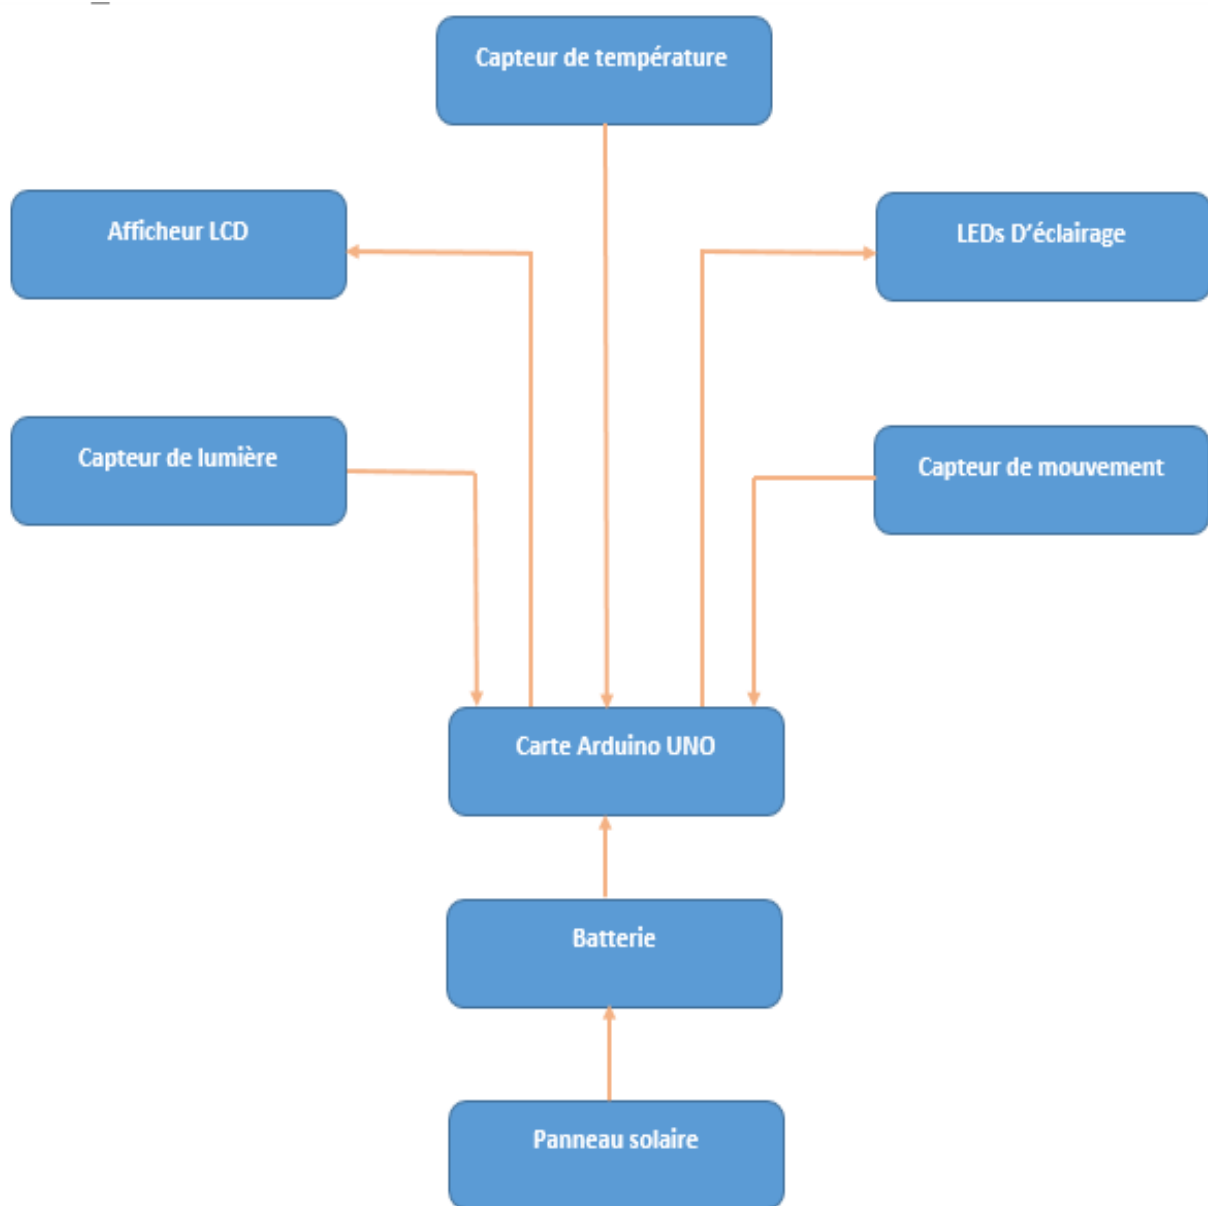 Capteur de température
Afficheur LCD
LEDs D’éclairage
Capteur de lumière
Capteur de mouvement
Carte Arduino UNO
Batterie
Panneau solaire